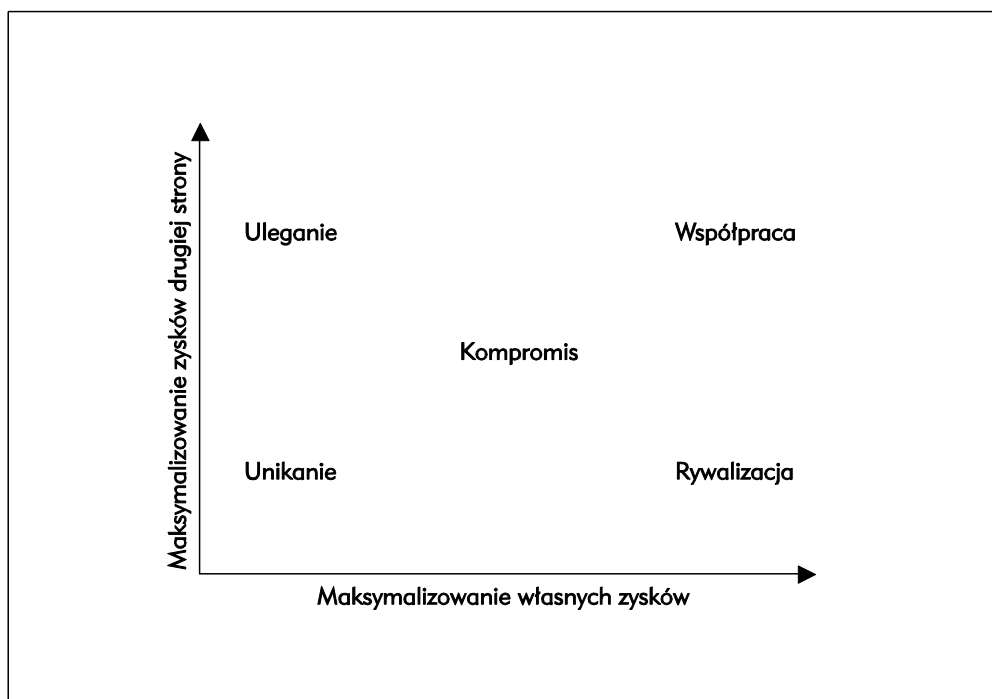 Maksymalizowanie zysków drugiej strony
Uleganie
Współpraca
Kompromis
Unikanie
Rywalizacja
Maksymalizowanie własnych zysków